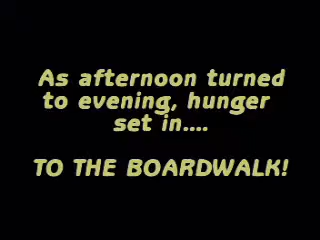 As afternoon turned
to evening, hunger
set in....
TO THE BOARDWALK!